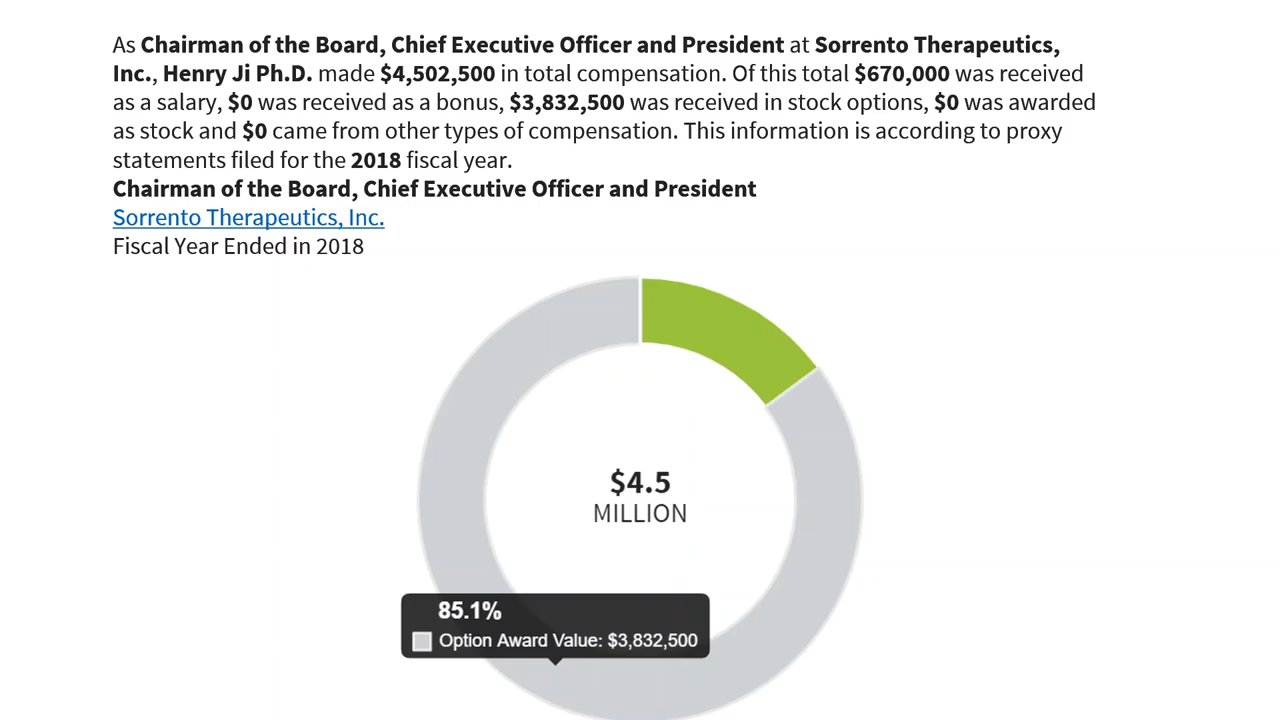 As Chairman of the Board, Chief Executive Officer and President at Sorrento Therapeutics,
Inc., Henry Ji Ph.D. made $4,502,500 in total compensation. Of this total $670,000 was received
as a salary, $0 was received as a bonus, $3,832,500 was received in stock options, $0 was awarded
as stock and $0 came from other types of compensation. This information is according to proxy
statements filed for the 2018 fiscal year.
Chairman of the Board, Chief Executive Officer and President
Sorrento Therapeutics, Inc.
Fiscal Year Ended in 2018
$4.5
MILLION
85.1%
Option Award Value: $3,832,500